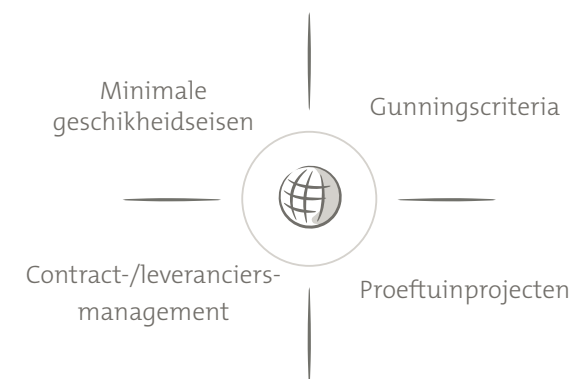 Minimale
geschikheidseisen
Gunningscriteria
Contract-/leveranciers-
management
Proeftuinprojecten